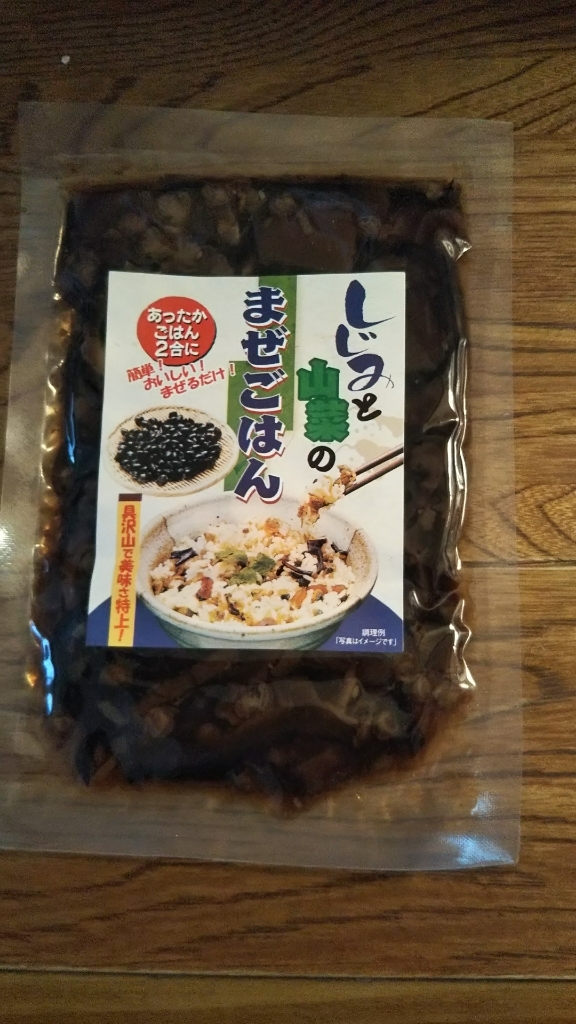 しじみと
山菜の
まぜごはん
あったか
ごはん
2合に
簡単!
おいしい!
まぜるだけ!
具沢山で美味さ特上!
調理例
「写真はイメージです」